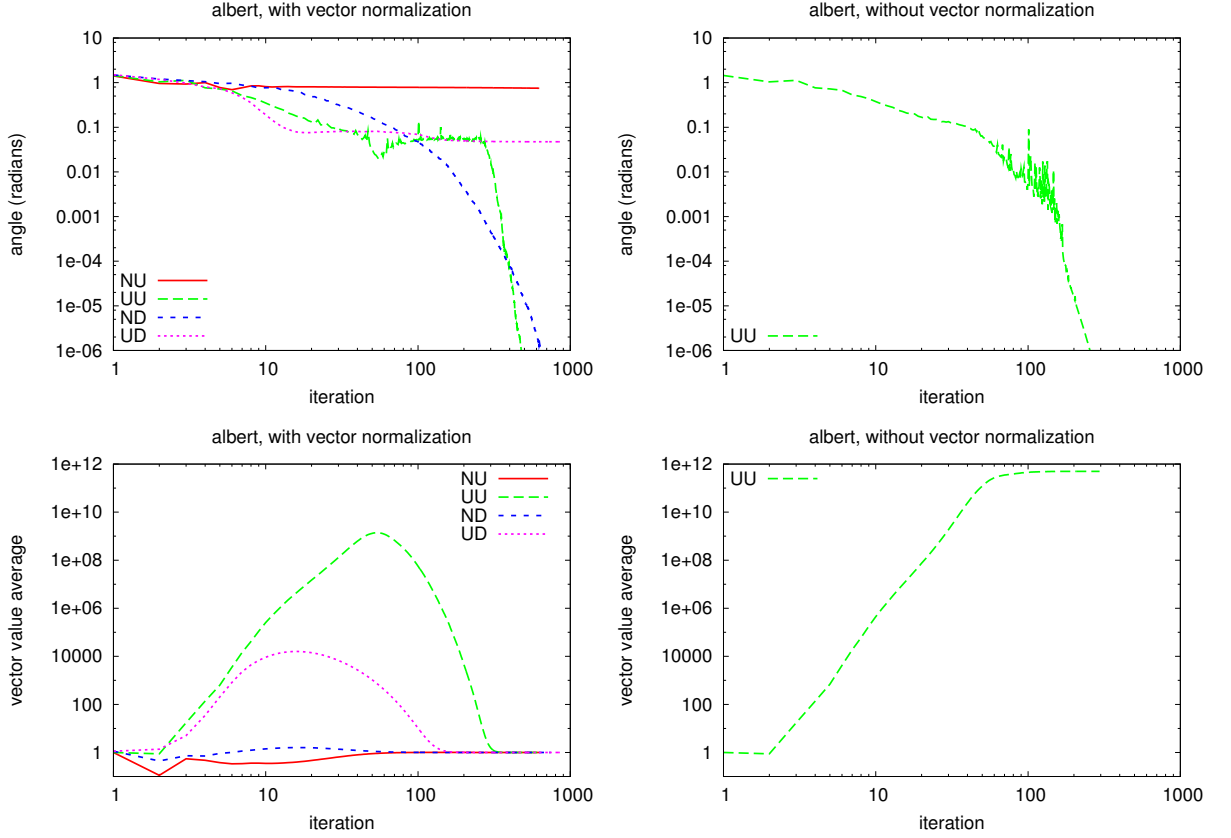 albert, with vector normalization
10
1
0.1
0.01
0.001
1e-04
1e-05
1e-06
angle (radians)
NU
UU
ND
UD
1 10 100 1000
iteration
albert, without vector normalization
10
1
0.1
0.01
0.001
1e-04
1e-05
1e-06
angle (radians)
UU
1 10 100 1000
iteration
albert, with vector normalization
1e+12
1e+10
1e+08
1e+06
10000
100
1
vector value average
NU
UU
ND
UD
1 10 100 1000
iteration
albert, without vector normalization
1e+12
1e+10
1e+08
1e+06
10000
100
1
vector value average
UU
1 10 100 1000
iteration